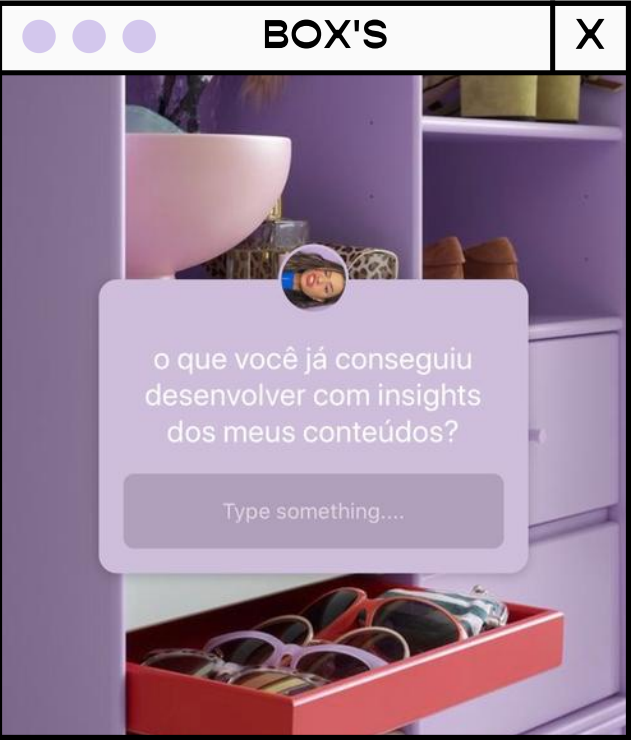 BOX'S
X
o que você já conseguiu
desenvolver com insights
dos meus conteúdos?
Type something....